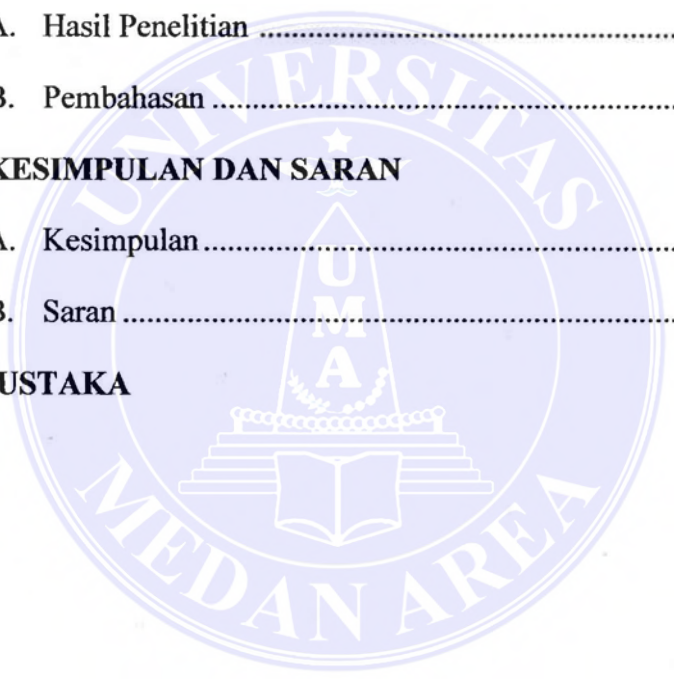 A. Hasil Penelitian ..............................................................
B. Pembahasan ..............................................................
KESIMPULAN DAN SARAN
A. Kesimpulan ..............................................................
B. Saran ..............................................................
USTAKA
UNIVERSITAS
UMA
MEDAN AREA